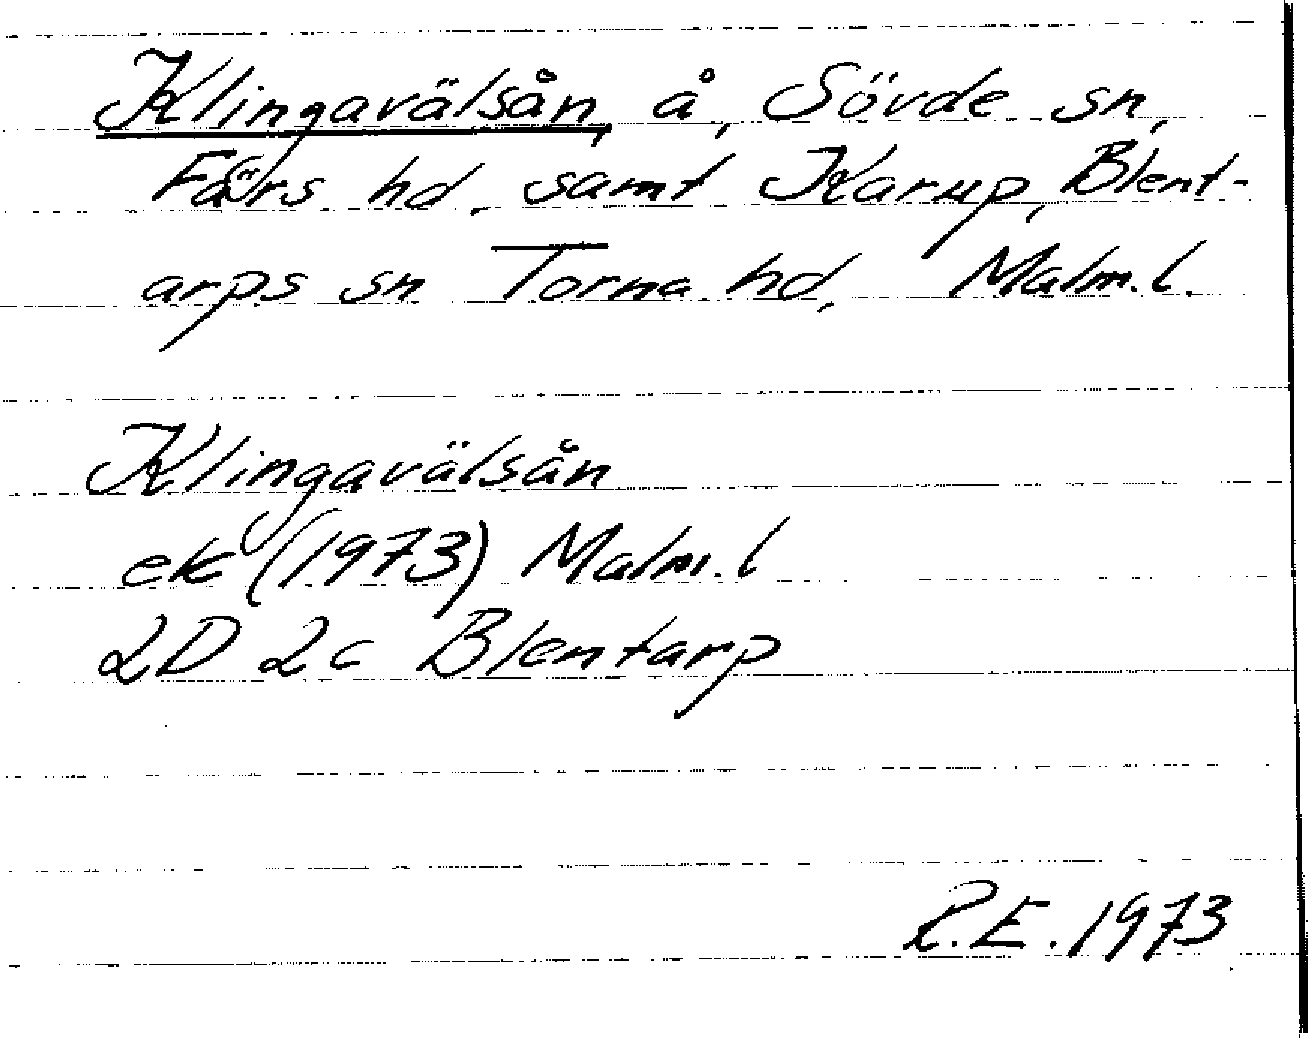 Klingavälsån, å, Sövde sn,
Färs hd, samt Karup, Blent-
arps sn Torna hd, Malm.l.
Klingavälsån
ek (1973) Malm.l
2D 2c Blentarp
R.E. 1973